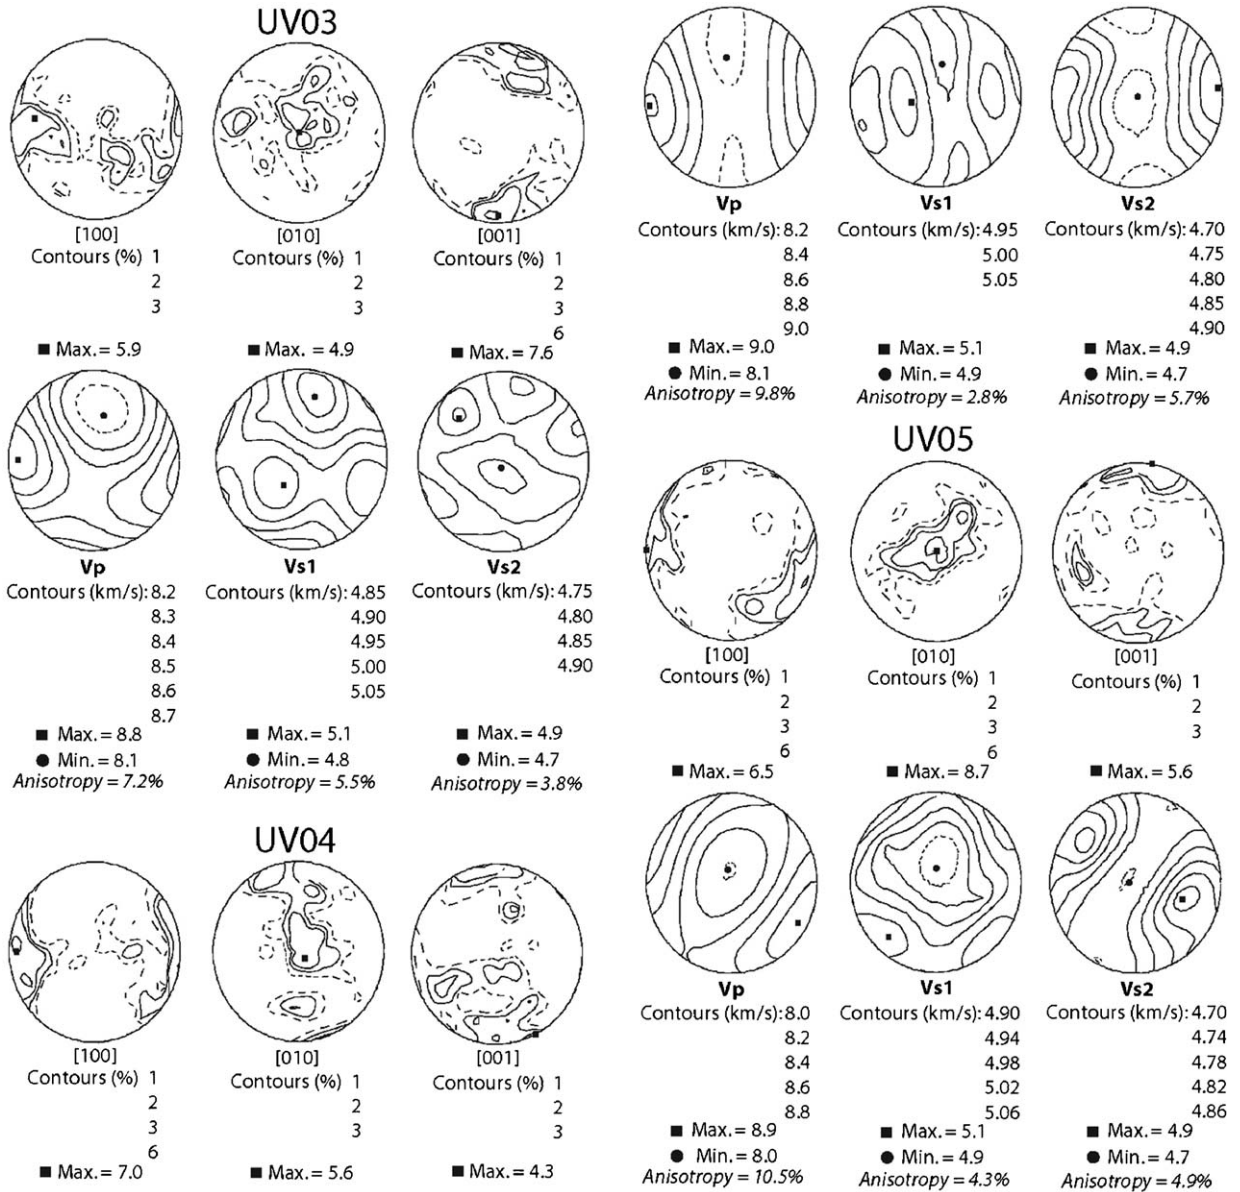 UV03
[100] [010] [001]
Contours (%) 1 Contours (%) 1 Contours (%) 1
2 2 2
3 3 3
6
■ Max. = 5.9 ■ Max. = 4.9 ■ Max. = 7.6
Vp Vs1 Vs2
Contours (km/s): 8.2 Contours (km/s): 4.85 Contours (km/s): 4.75
8.3 4.90 4.80
8.4 4.95 4.85
8.5 5.00 4.90
8.6 5.05
8.7
■ Max. = 8.8 ■ Max. = 5.1 ■ Max. = 4.9
● Min. = 8.1 ● Min. = 4.8 ● Min. = 4.7
Anisotropy = 7.2% Anisotropy = 5.5% Anisotropy = 3.8%
UV04
[100] [010] [001]
Contours (%) 1 Contours (%) 1 Contours (%) 1
2 2 2
3 3 3
6
■ Max. = 7.0 ■ Max. = 5.6 ■ Max. = 4.3
Vp Vs1 Vs2
Contours (km/s): 8.2 Contours (km/s): 4.95 Contours (km/s): 4.70
8.4 5.00 4.75
8.6 5.05 4.80
8.8 4.85
9.0 4.90
■ Max. = 9.0 ■ Max. = 5.1 ■ Max. = 4.9
● Min. = 8.1 ● Min. = 4.9 ● Min. = 4.7
Anisotropy = 9.8% Anisotropy = 2.8% Anisotropy = 5.7%
UV05
[100] [010] [001]
Contours (%) 1 Contours (%) 1 Contours (%) 1
2 2 2
3 3 3
6 6
■ Max. = 6.5 ■ Max. = 8.7 ■ Max. = 5.6
Vp Vs1 Vs2
Contours (km/s): 8.0 Contours (km/s): 4.90 Contours (km/s): 4.70
8.2 4.94 4.74
8.4 4.98 4.78
8.6 5.02 4.82
8.8 5.06 4.86
■ Max. = 8.9 ■ Max. = 5.1 ■ Max. = 4.9
● Min. = 8.0 ● Min. = 4.9 ● Min. = 4.7
Anisotropy = 10.5% Anisotropy = 4.3% Anisotropy = 4.9%